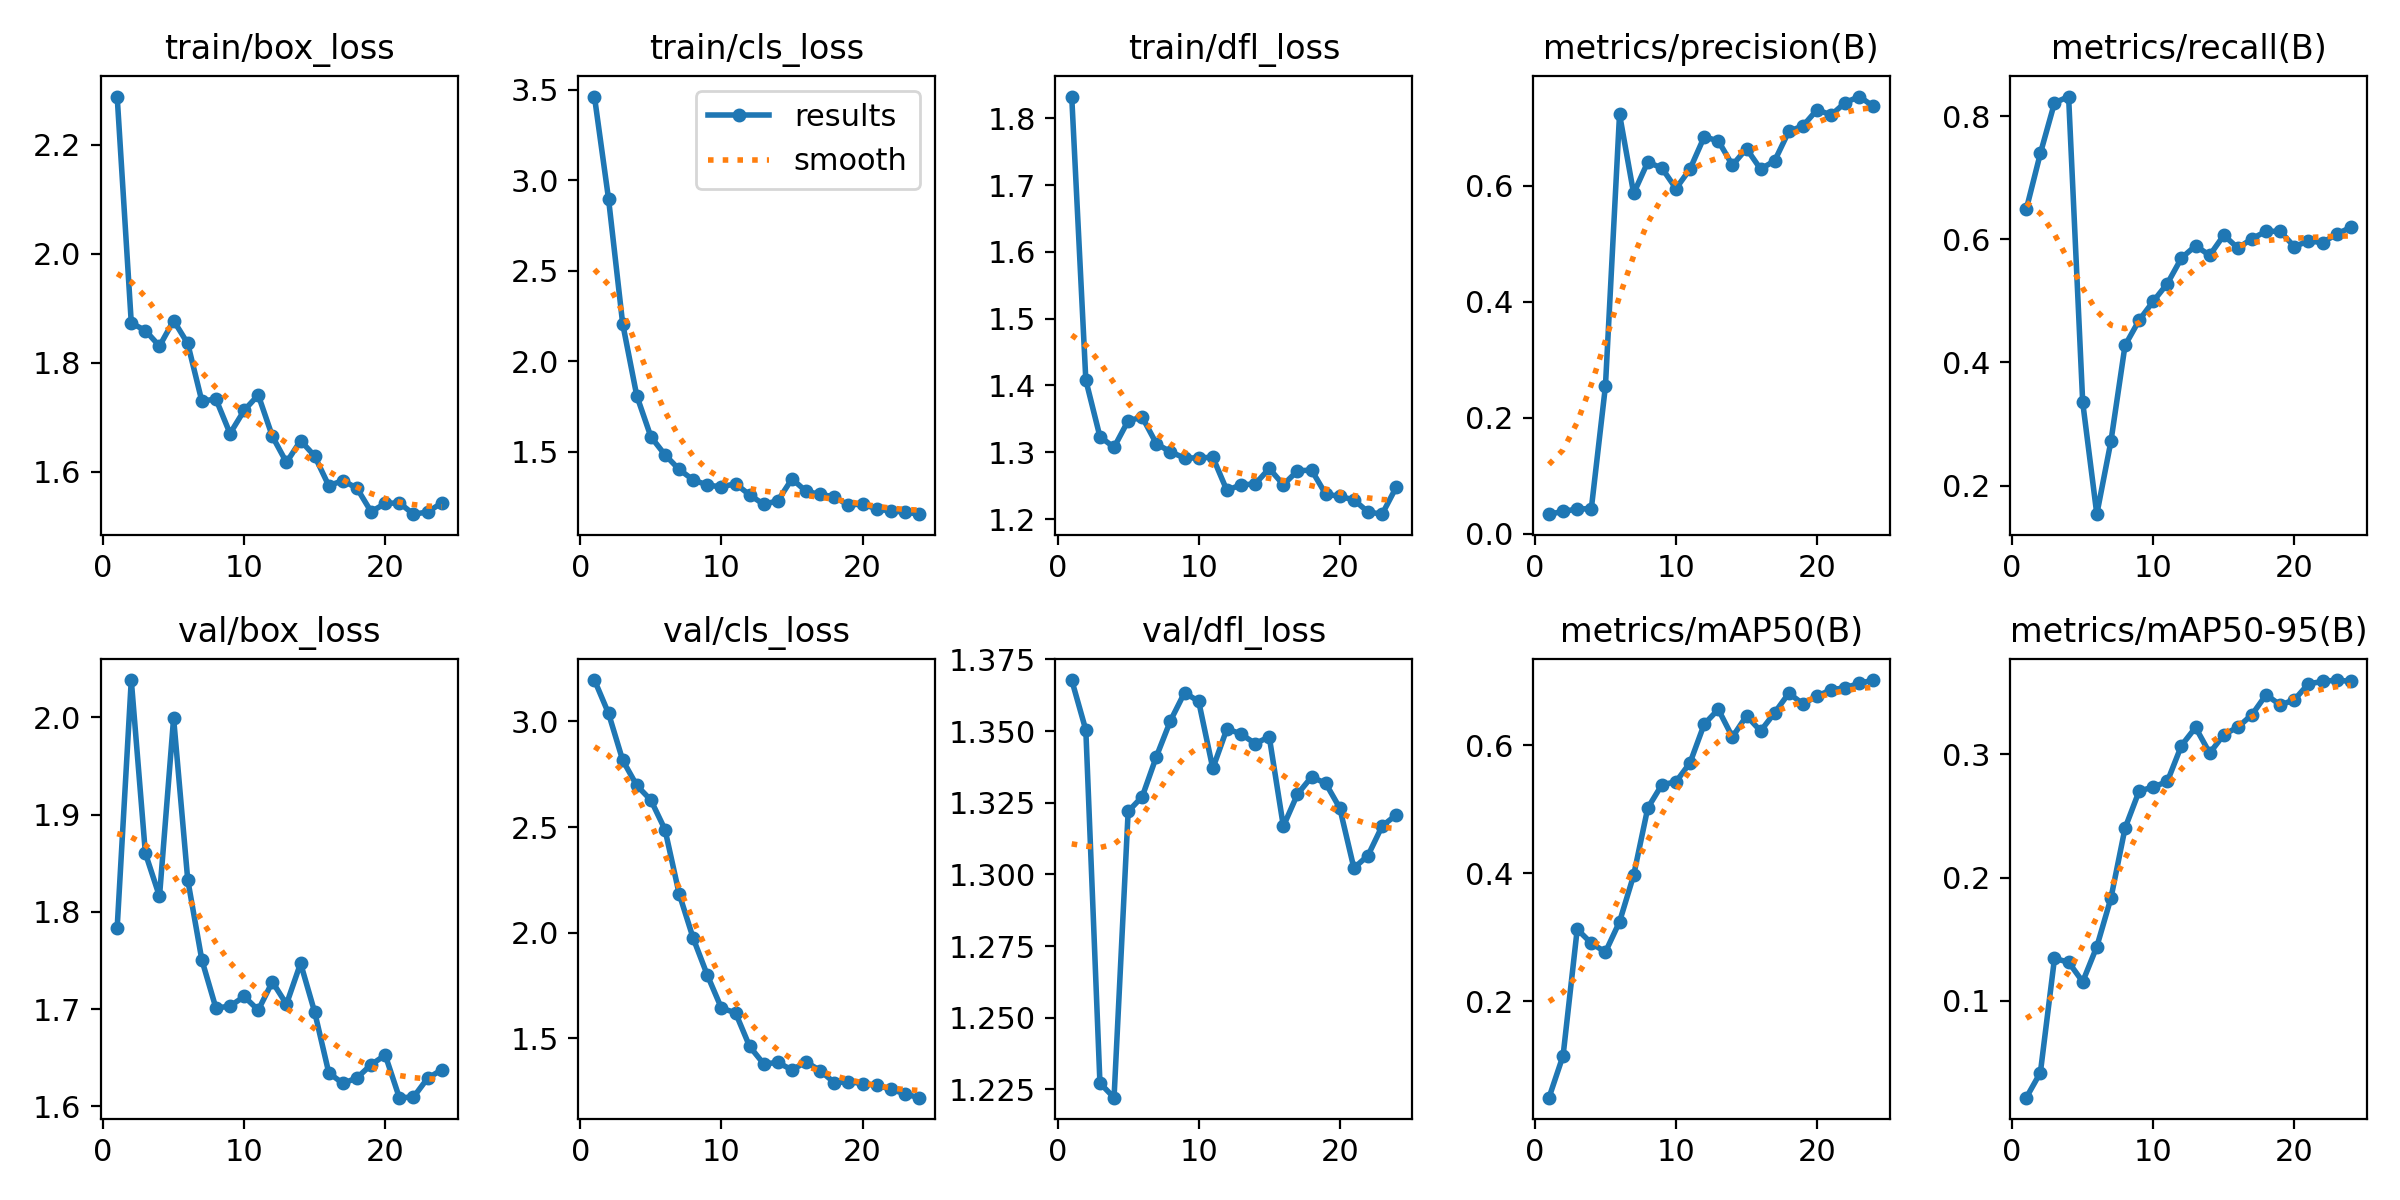 train/box_loss
train/cls_loss
train/dfl_loss
metrics/precision(B)
metrics/recall(B)
2.2
2.0
1.8
1.6
0 10 20
3.5
3.0
2.5
2.0
1.5
0 10 20
results
smooth
1.8
1.7
1.6
1.5
1.4
1.3
1.2
0 10 20
0.6
0.4
0.2
0.0
0 10 20
0.8
0.6
0.4
0.2
0 10 20
val/box_loss
val/cls_loss
val/dfl_loss
metrics/mAP50(B)
metrics/mAP50-95(B)
2.0
1.9
1.8
1.7
1.6
0 10 20
3.0
2.5
2.0
1.5
0 10 20
1.375
1.350
1.325
1.300
1.275
1.250
1.225
0 10 20
0.6
0.4
0.2
0 10 20
0.3
0.2
0.1
0 10 20